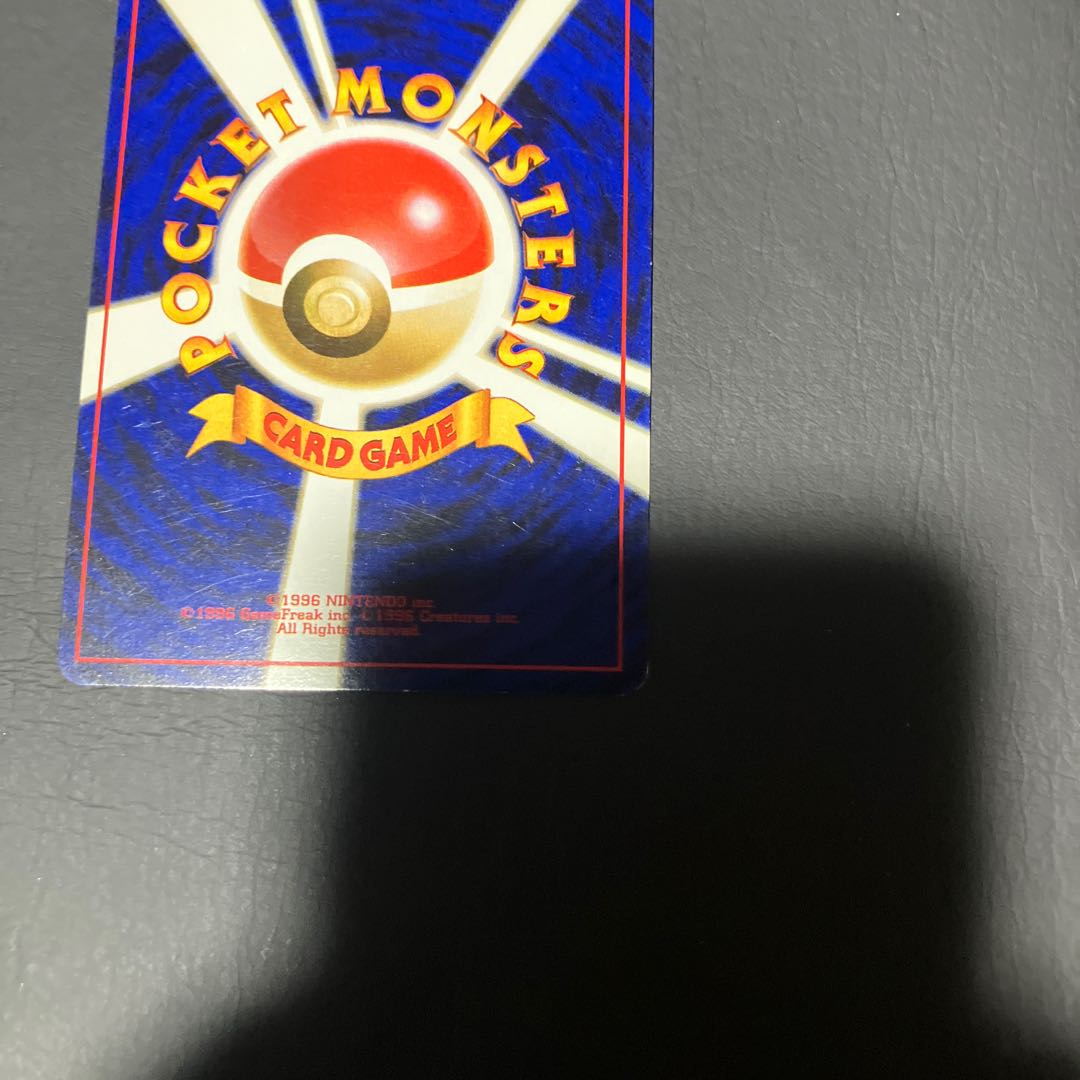 POCKET MONSTERS
CARD GAME
©1996 NINTENDO inc.
©1996 GameFreak inc. ©1996 Creatures inc.
All Rights reserved.